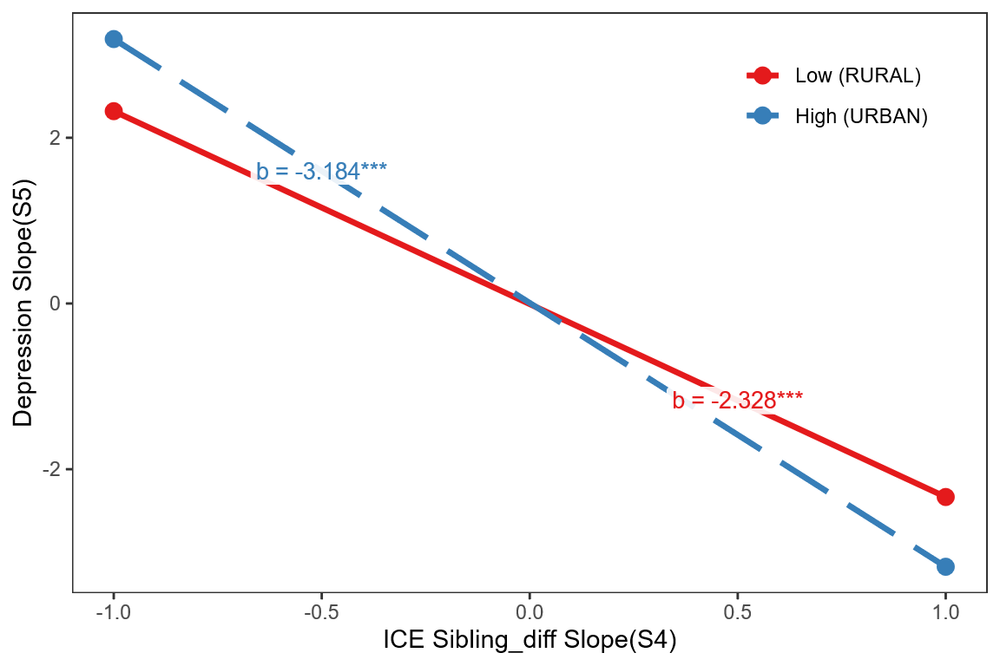 Low (RURAL)
High (URBAN)
b = -3.184***
b = -2.328***
Depression Slope(S5)
2
0
-2
-1.0
-0.5
0.0
0.5
1.0
ICE Sibling_diff Slope(S4)